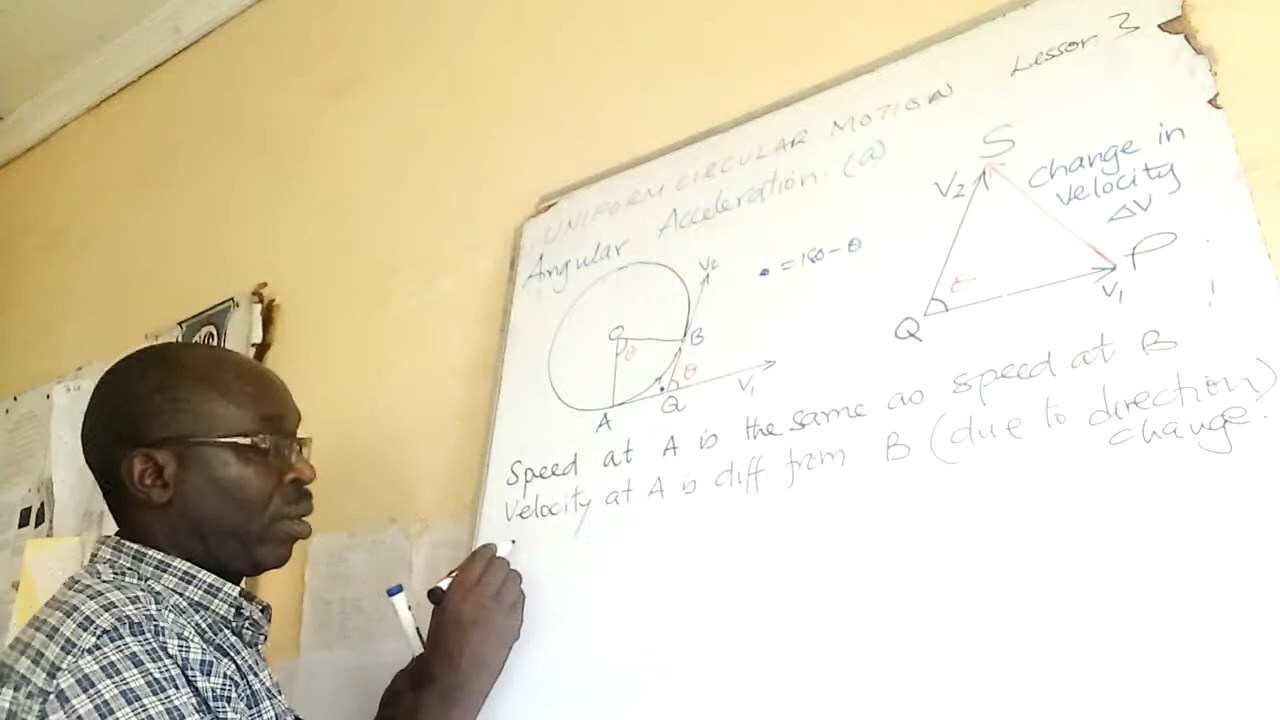 Lesson 3
UNIFORM CIRCULAR MOTION
Angular Acceleration. (a)
= 180 - θ
V2
O
θ
B
θ
V1
Q
A
S
V2
Change in
velocity
ΔV
P
V1
θ
Q
Speed at A is the same as speed at B
Velocity at A is diff from B (due to direction)
change.